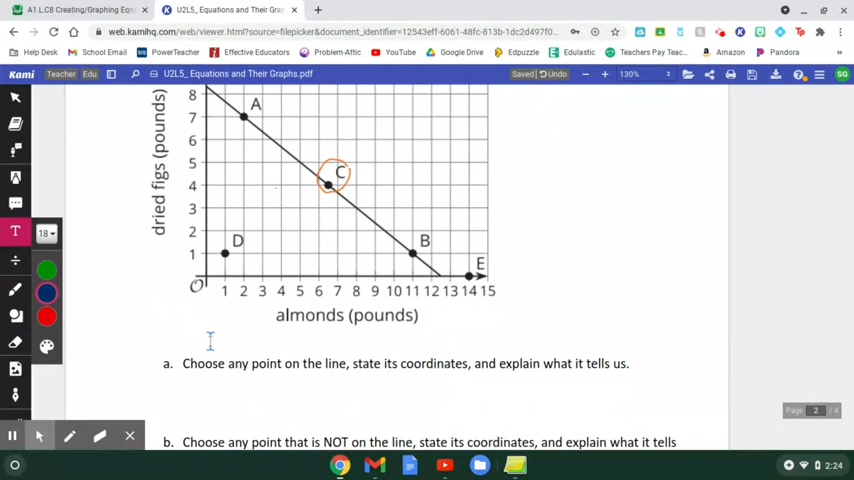 A1.LC8 Creating/Graphing Equ
U2L5_ Equations and Their Grap
web.kamihq.com/web/viewer.html?source=filepicker&document_identifier=12543eff-6061-48fc-813b-1dc2d497f0...
Help Desk School Email SIS PowerTeacher Effective Educators Problem-Attic YouTube Google Drive Edpuzzle Edulastic Teachers Pay Teac... Amazon Pandora
Kami Teacher Edu U2L5_ Equations and Their Graphs.pdf Saved Undo 130% SG
dried figs (pounds)
8
7
6
5
4
3
2
1
A
C
D
B
E
O
1 2 3 4 5 6 7 8 9 10 11 12 13 14 15
almonds (pounds)
T 18
a. Choose any point on the line, state its coordinates, and explain what it tells us.
Page 2 / 4
b. Choose any point that is NOT on the line, state its coordinates, and explain what it tells
2:24